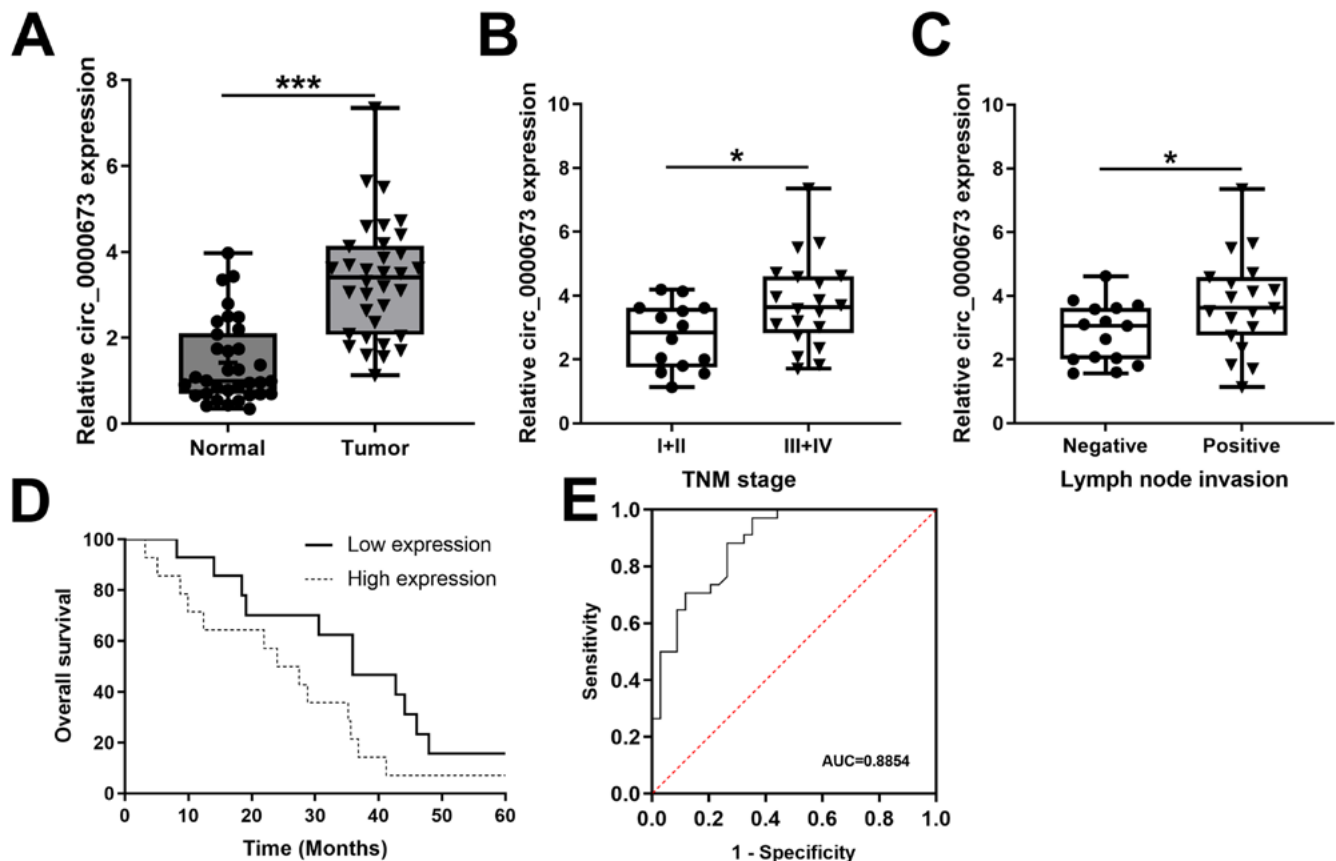 A
Relative circ_0000673 expression
8
6
4
2
0
***
Normal
Tumor
B
Relative circ_0000673 expression
10
8
6
4
2
0
*
I+II
III+IV
TNM stage
C
Relative circ_0000673 expression
10
8
6
4
2
0
*
Negative
Positive
Lymph node invasion
D
Overall survival
100
80
60
40
20
0
Low expression
High expression
0 10 20 30 40 50 60
Time (Months)
E
Sensitivity
1.0
0.8
0.6
0.4
0.2
0.0
AUC=0.8854
0.0 0.2 0.4 0.6 0.8 1.0
1 - Specificity